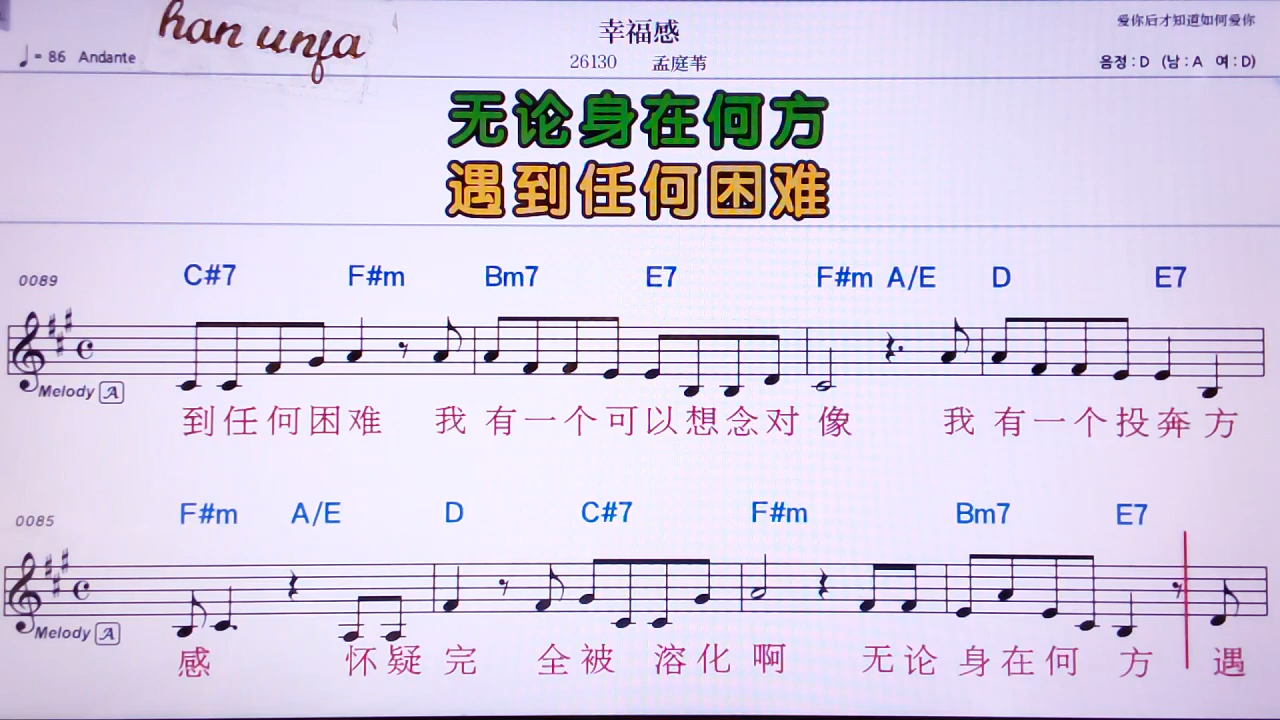 han unja
♩= 86 Andante
幸福感
26130 孟庭苇
爱你后才知道如何爱你
음정 : D (남 : A 여 : D)
无论身在何方
遇到任何困难
0089
C#7 F#m Bm7 E7 F#m A/E D E7
Melody A
到任何困难 我有一个可以想念对像 我有一个投奔方
0085
F#m A/E D C#7 F#m Bm7 E7
Melody A
感 怀疑完 全被溶化啊 无论身在何方 遇